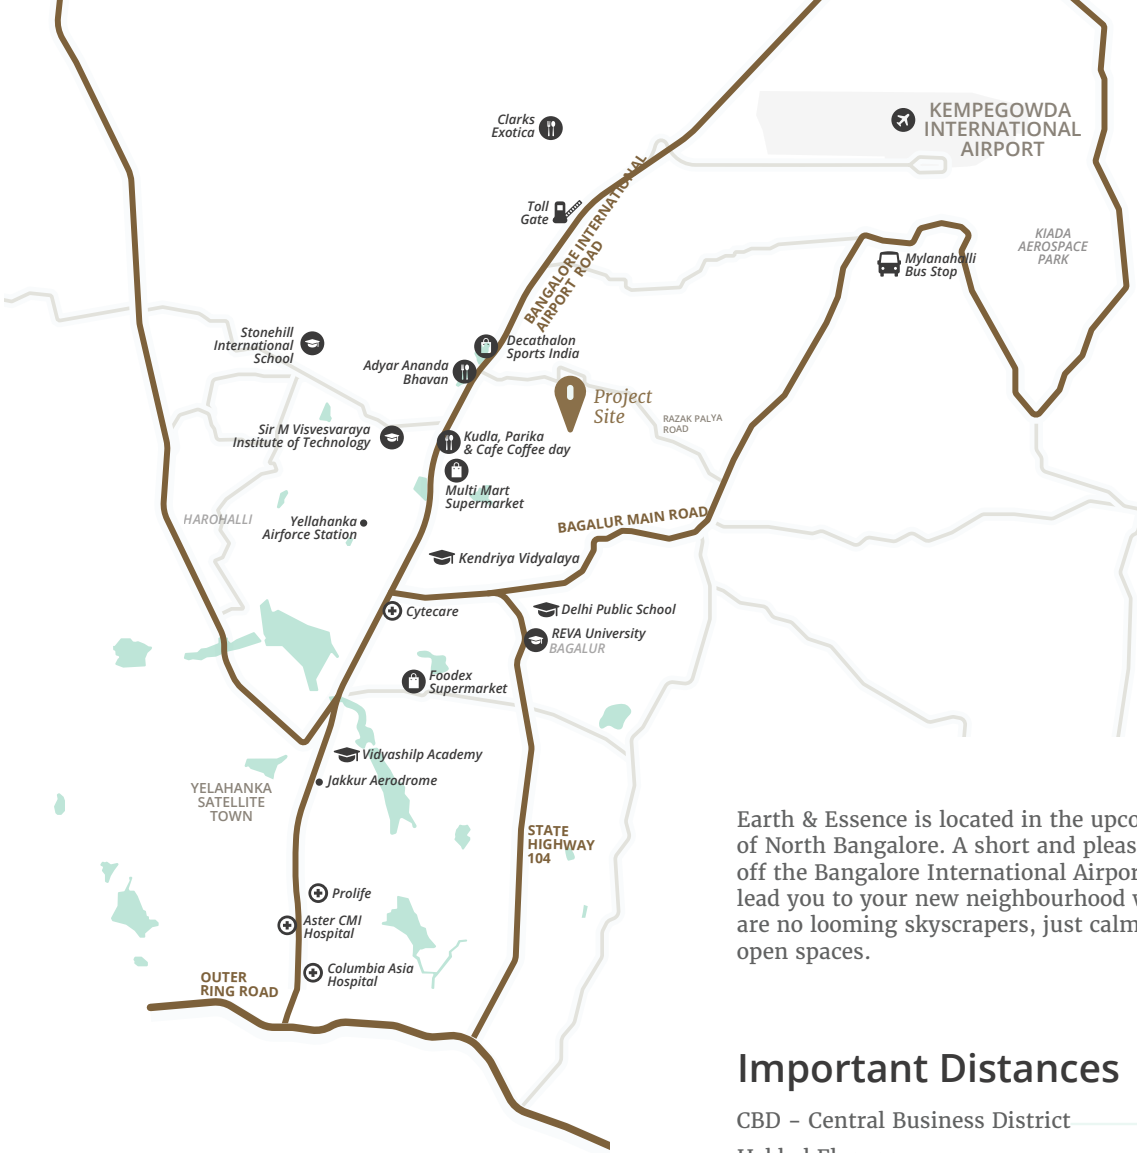 Clarks
Exotica
KEMPEGOWDA
INTERNATIONAL
AIRPORT
Toll
Gate
BANGALORE INTERNATIONAL
AIRPORT ROAD
KIADA
AEROSPACE
PARK
Mylanahalli
Bus Stop
Stonehill
International
School
Decathalon
Sports India
Adyar Ananda
Bhavan
Project
Site
RAZAK PALYA
ROAD
Sir M Visvesvaraya
Institute of Technology
Kudla, Parika
& Cafe Coffee day
Multi Mart
Supermarket
HAROHALLI
Yellahanka
Airforce Station
BAGALUR MAIN ROAD
Kendriya Vidyalaya
Cytecare
Delhi Public School
REVA University
BAGALUR
Foodex
Supermarket
Vidyashilp Academy
Jakkur Aerodrome
YELAHANKA
SATELLITE
TOWN
STATE
HIGHWAY
104
Prolife
Aster CMI
Hospital
Columbia Asia
Hospital
OUTER
RING ROAD
Earth & Essence is located in the upco
of North Bangalore. A short and pleas
off the Bangalore International Airpor
lead you to your new neighbourhood
are no looming skyscrapers, just calm
open spaces.
Important Distances
CBD – Central Business District